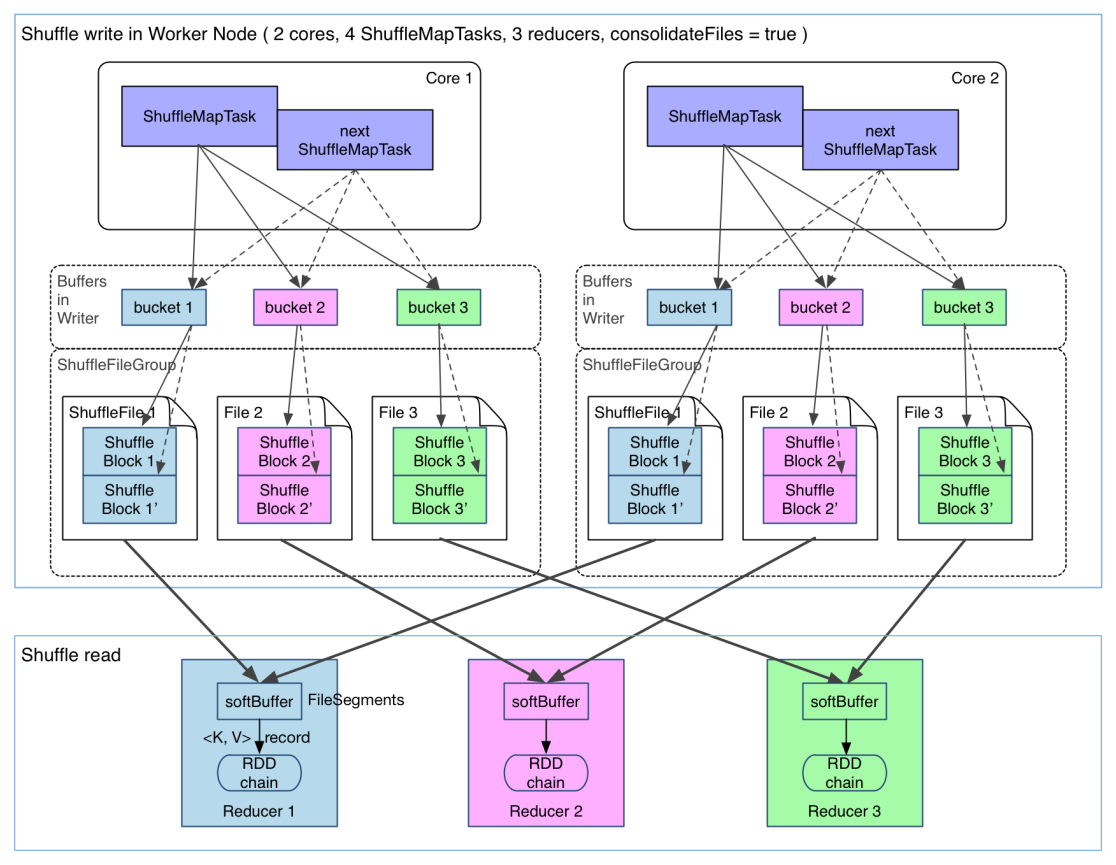 Shuffle write in Worker Node ( 2 cores, 4 ShuffleMapTasks, 3 reducers, consolidateFiles = true )
Core 1
ShuffleMapTask
next
ShuffleMapTask
Core 2
ShuffleMapTask
next
ShuffleMapTask
Buffers
in
Writer
bucket 1
bucket 2
bucket 3
Buffers
in
Writer
bucket 1
bucket 2
bucket 3
ShuffleFileGroup
ShuffleFile 1
Shuffle
Block 1
Shuffle
Block 1’
File 2
Shuffle
Block 2
Shuffle
Block 2’
File 3
Shuffle
Block 3
Shuffle
Block 3’
ShuffleFileGroup
ShuffleFile 1
Shuffle
Block 1
Shuffle
Block 1’
File 2
Shuffle
Block 2
Shuffle
Block 2’
File 3
Shuffle
Block 3
Shuffle
Block 3’
Shuffle read
softBuffer
FileSegments
<K, V> record
RDD
chain
Reducer 1
softBuffer
RDD
chain
Reducer 2
softBuffer
RDD
chain
Reducer 3